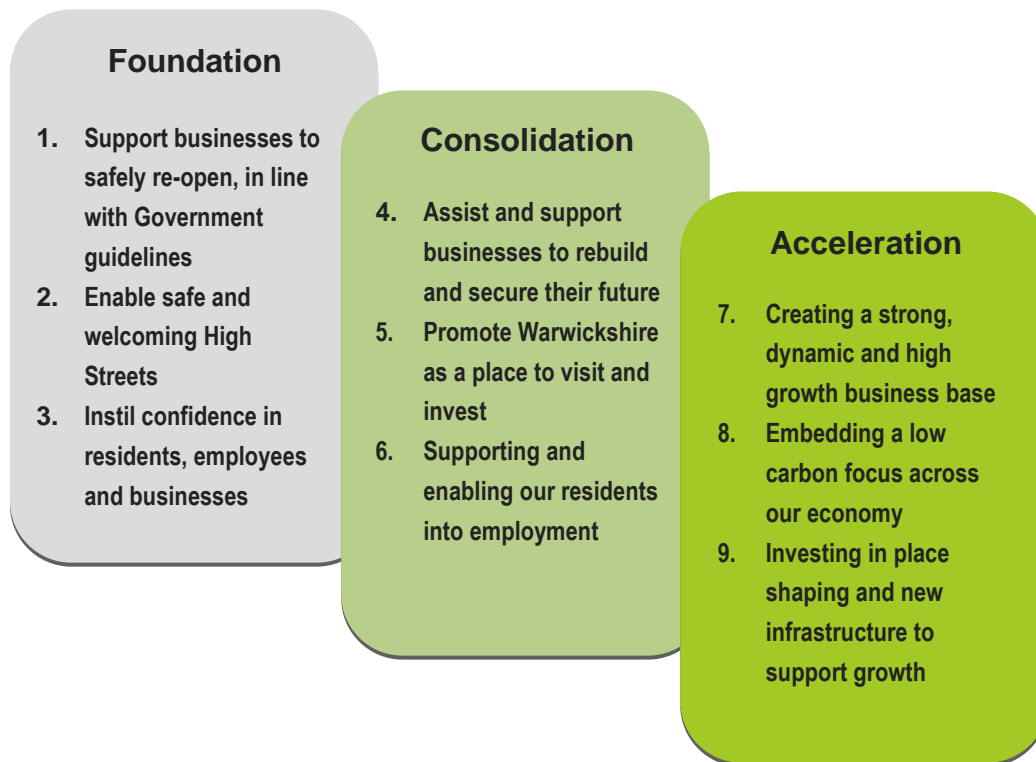 Foundation
1. Support businesses to
safely re-open, in line
with Government
guidelines
2. Enable safe and
welcoming High
Streets
3. Instil confidence in
residents, employees
and businesses
Consolidation
4. Assist and support
businesses to rebuild
and secure their future
5. Promote Warwickshire
as a place to visit and
invest
6. Supporting and
enabling our residents
into employment
Acceleration
7. Creating a strong,
dynamic and high
growth business base
8. Embedding a low
carbon focus across
our economy
9. Investing in place
shaping and new
infrastructure to
support growth